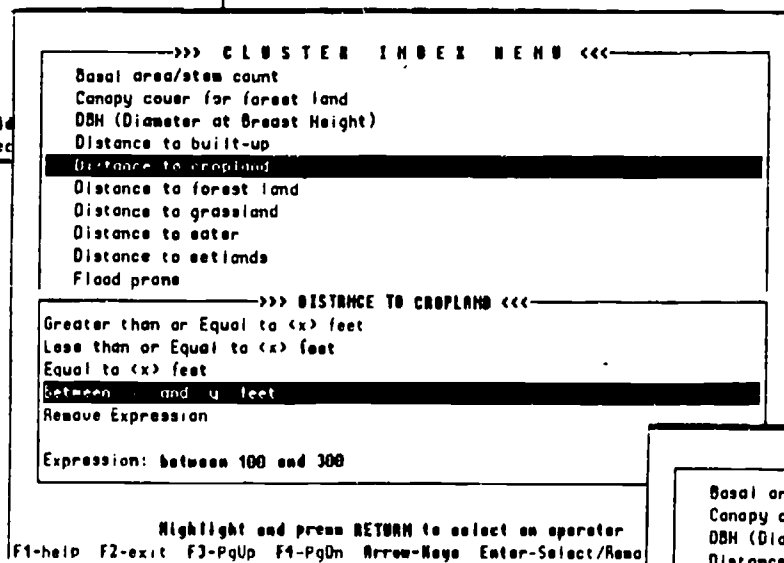 >>> CLUSTER INDEX MENU <<<
Basal area/stem count
Canopy cover for forest land
DBH (Diameter at Breast Height)
Distance to built-up
Distance to cropland
Distance to forest land
Distance to grassland
Distance to water
Distance to wetlands
Flood prone
>>> DISTANCE TO CROPLAND <<<
Greater than or Equal to <x> feet
Less than or Equal to <x> feet
Equal to <x> feet
Between and y feet
Remove Expression
Expression: between 100 and 300
Highlight and press RETURN to select an operator
F1-help F2-exit F3-PgUp F4-PgDn Arrow-Keys Enter-Select/Remo
Basal ar
Canopy c
DBH (Dia
Distance